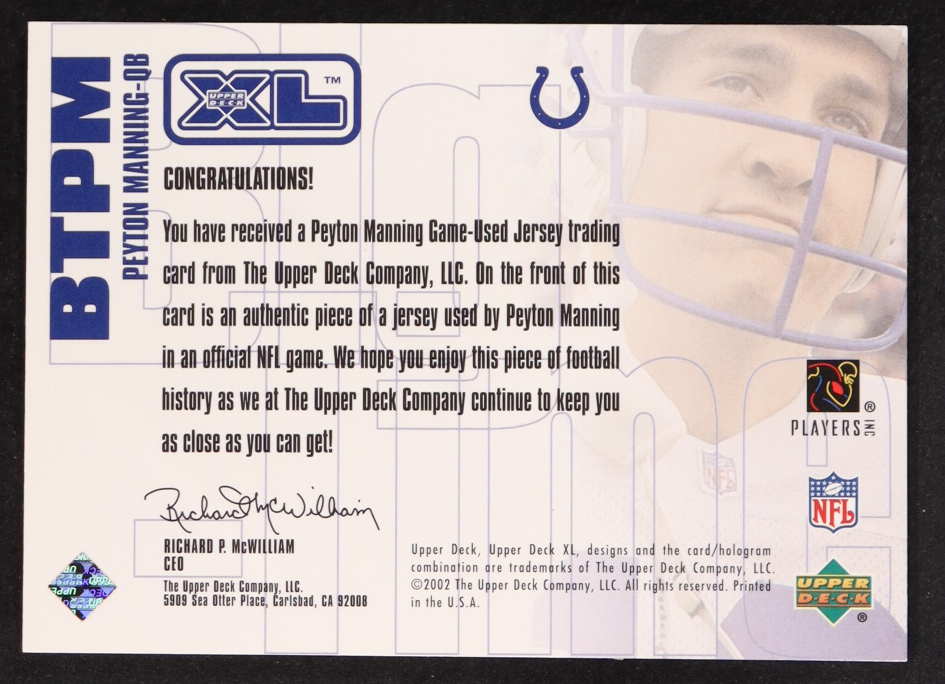 BTPM
PEYTON MANNING-QB
XL™
UPPER
D·E·C·K
CONGRATULATIONS!
You have received a Peyton Manning Game-Used Jersey trading
card from The Upper Deck Company, LLC. On the front of this
card is an authentic piece of a jersey used by Peyton Manning
in an official NFL game. We hope you enjoy this piece of football
history as we at The Upper Deck Company continue to keep you
as close as you can get!
Richard McWilliam
RICHARD P. McWILLIAM
CEO
The Upper Deck Company, LLC.
5909 Sea Otter Place, Carlsbad, CA 92008
Upper Deck, Upper Deck XL, designs and the card/hologram
combination are trademarks of The Upper Deck Company, LLC.
©2002 The Upper Deck Company, LLC. All rights reserved. Printed
in the U.S.A.
PLAYERS INC ®
NFL
UPPER
D·E·C·K ®